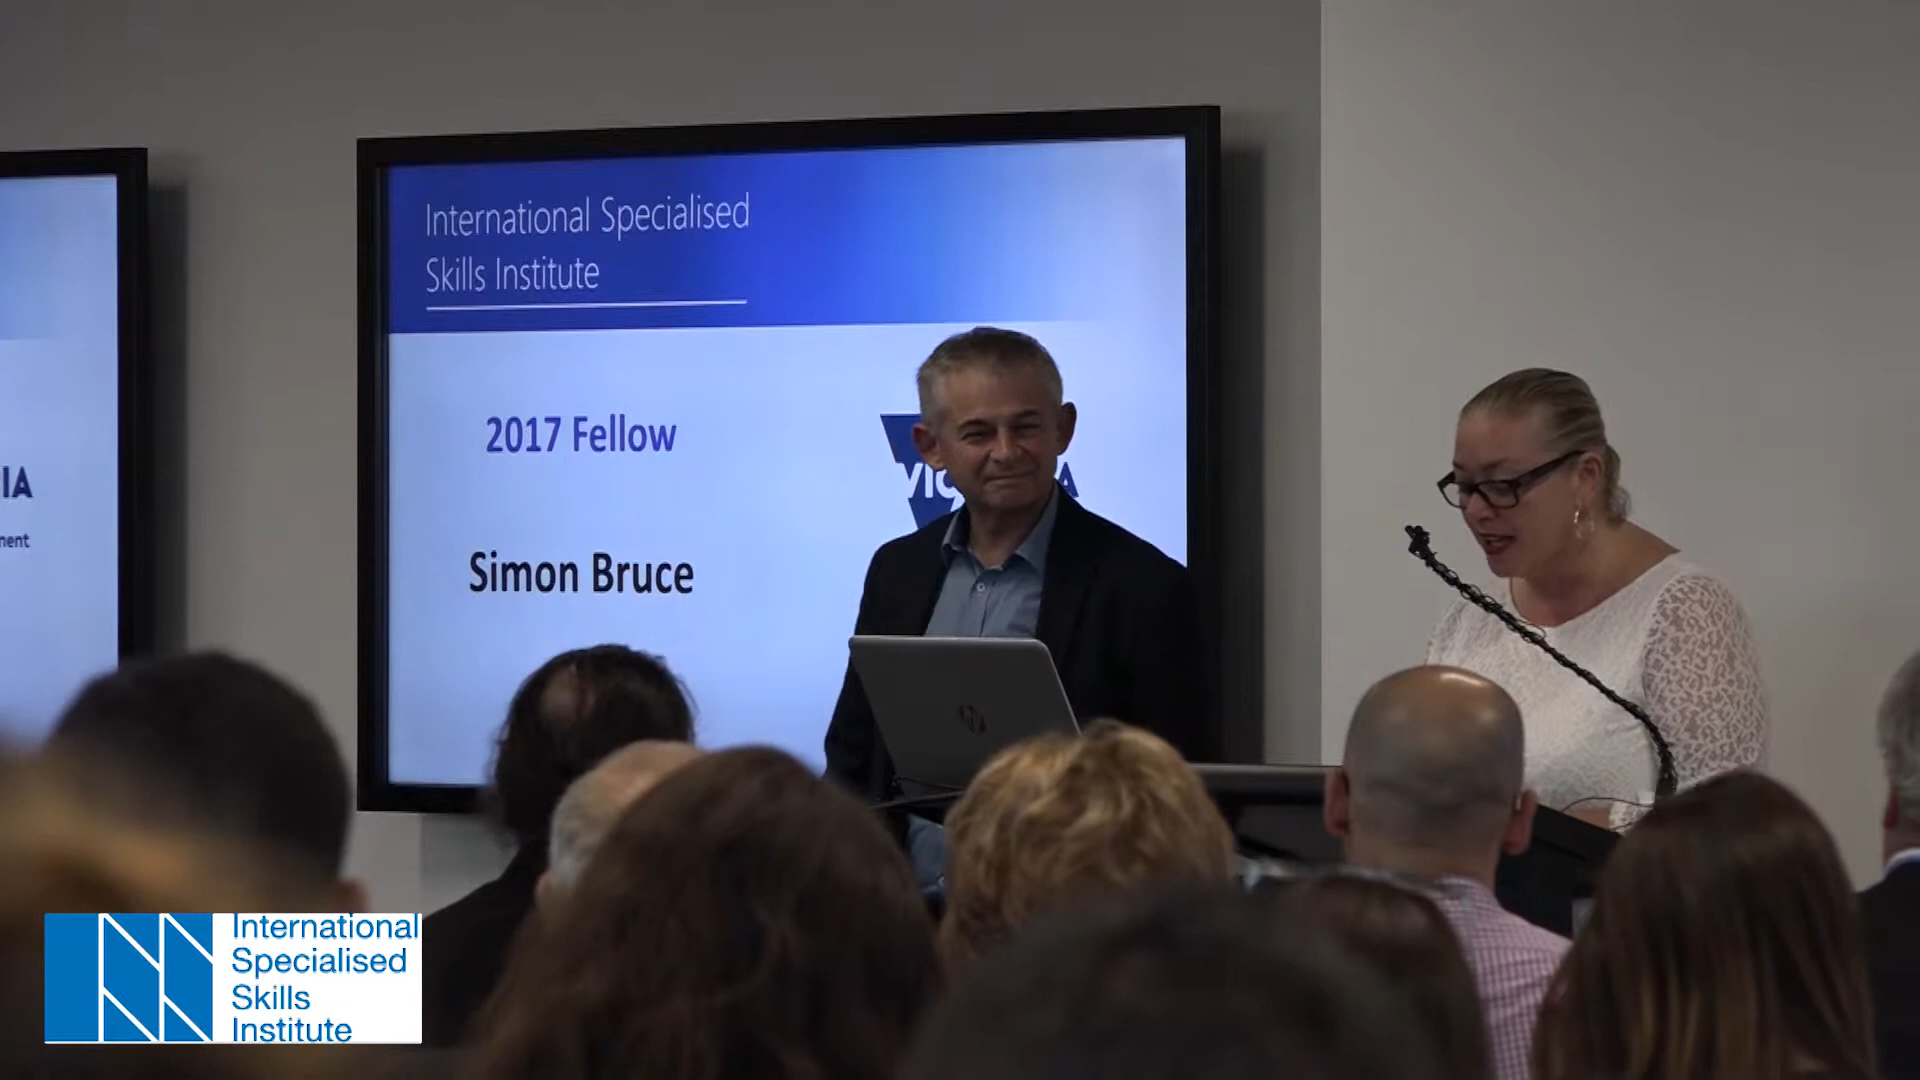 International Specialised
Skills Institute
2017 Fellow
Simon Bruce
International
Specialised
Skills
Institute